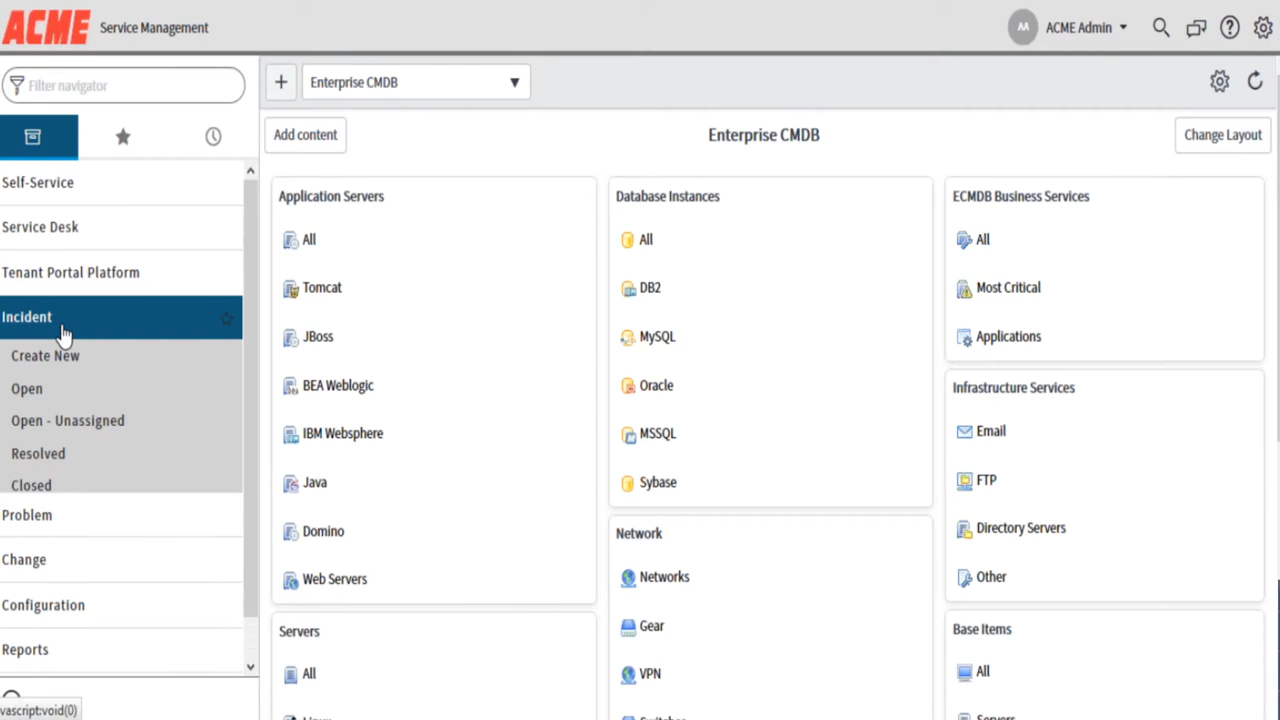 ACME Service Management
AA ACME Admin
Filter navigator
Enterprise CMDB
Add content
Enterprise CMDB
Change Layout
Self-Service
Service Desk
Tenant Portal Platform
Incident
Create New
Open
Open - Unassigned
Resolved
Closed
Problem
Change
Configuration
Reports
vascript:void(0)
Application Servers
All
Tomcat
JBoss
BEA Weblogic
IBM Websphere
Java
Domino
Web Servers
Servers
All
Database Instances
All
DB2
MySQL
Oracle
MSSQL
Sybase
Network
Networks
Gear
VPN
ECMDB Business Services
All
Most Critical
Applications
Infrastructure Services
Email
FTP
Directory Servers
Other
Base Items
All